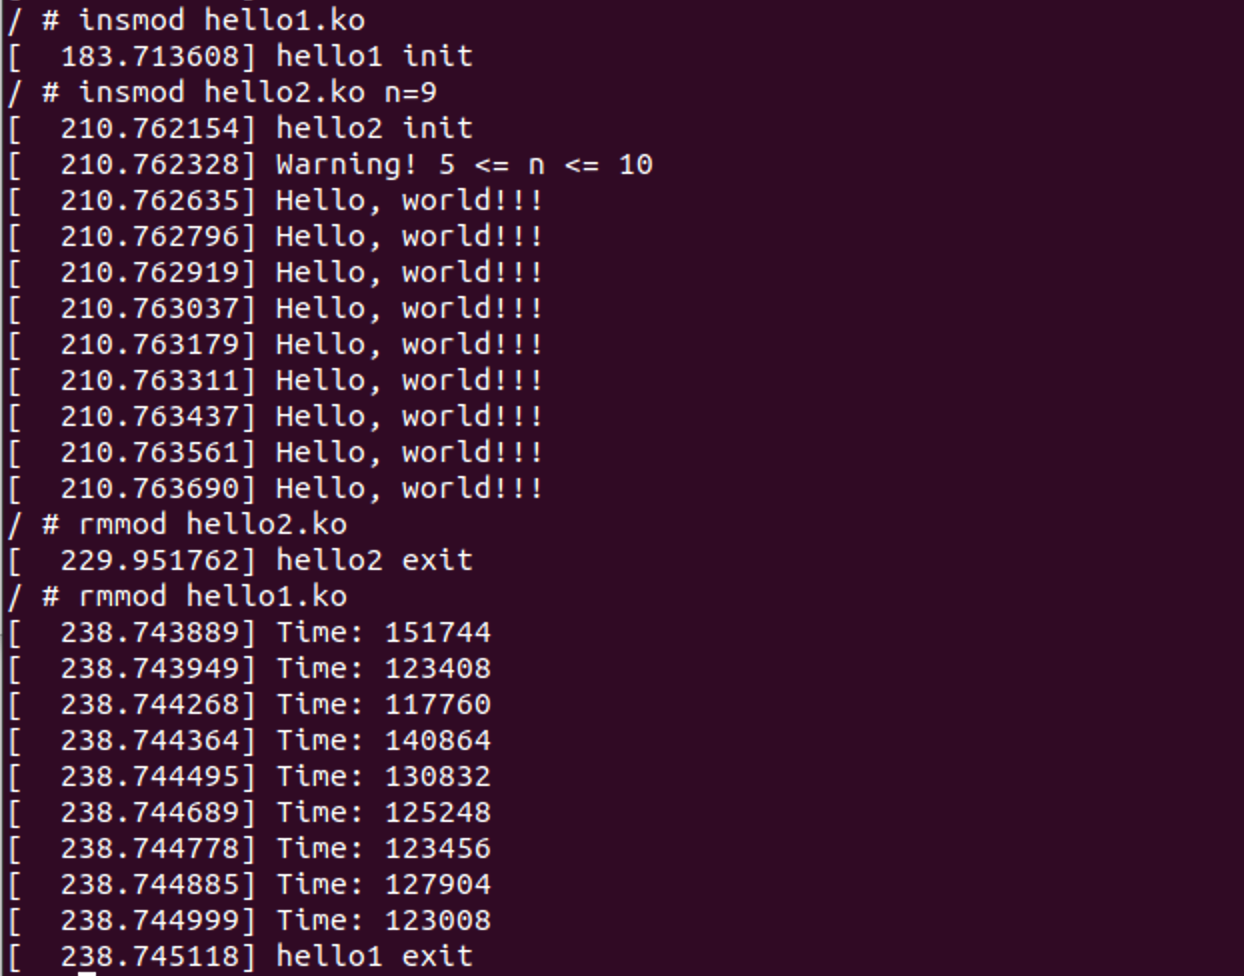 / # insmod hello1.ko
[  183.713608] hello1 init
/ # insmod hello2.ko n=9
[  210.762154] hello2 init
[  210.762328] Warning! 5 <= n <= 10
[  210.762635] Hello, world!!!
[  210.762796] Hello, world!!!
[  210.762919] Hello, world!!!
[  210.763037] Hello, world!!!
[  210.763179] Hello, world!!!
[  210.763311] Hello, world!!!
[  210.763437] Hello, world!!!
[  210.763561] Hello, world!!!
[  210.763690] Hello, world!!!
/ # rmmod hello2.ko
[  229.951762] hello2 exit
/ # rmmod hello1.ko
[  238.743889] Time: 151744
[  238.743949] Time: 123408
[  238.744268] Time: 117760
[  238.744364] Time: 140864
[  238.744495] Time: 130832
[  238.744689] Time: 125248
[  238.744778] Time: 123456
[  238.744885] Time: 127904
[  238.744999] Time: 123008
[  238.745118] hello1 exit